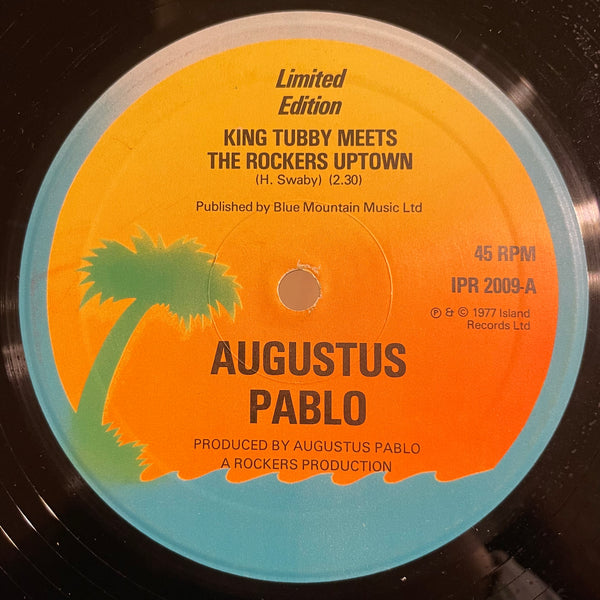 Limited
Edition
KING TUBBY MEETS
THE ROCKERS UPTOWN
(H. Swaby) (2.30)
Published by Blue Mountain Music Ltd
45 RPM
IPR 2009-A
℗ & © 1977 Island
Records Ltd
AUGUSTUS
PABLO
PRODUCED BY AUGUSTUS PABLO
A ROCKERS PRODUCTION